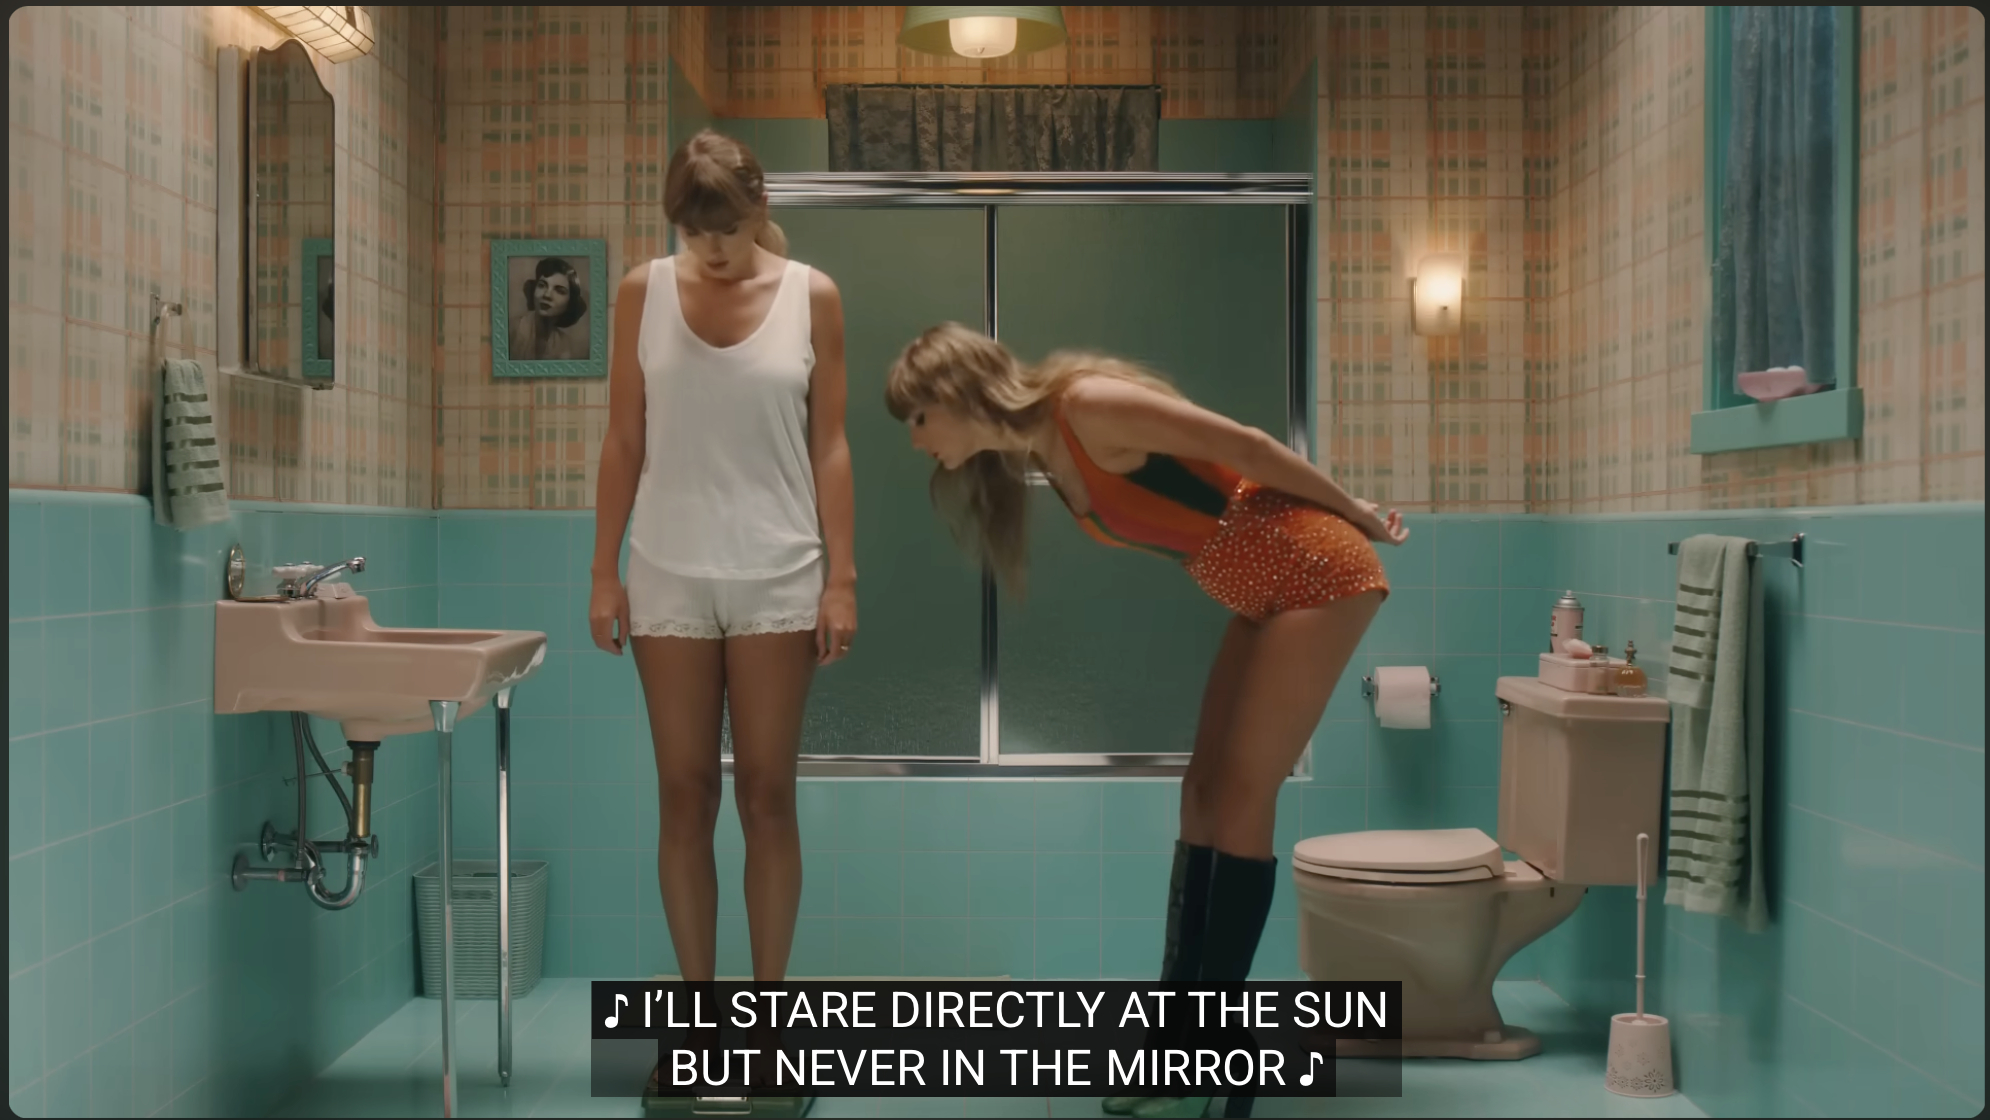 ♪ I’LL STARE DIRECTLY AT THE SUN
BUT NEVER IN THE MIRROR ♪